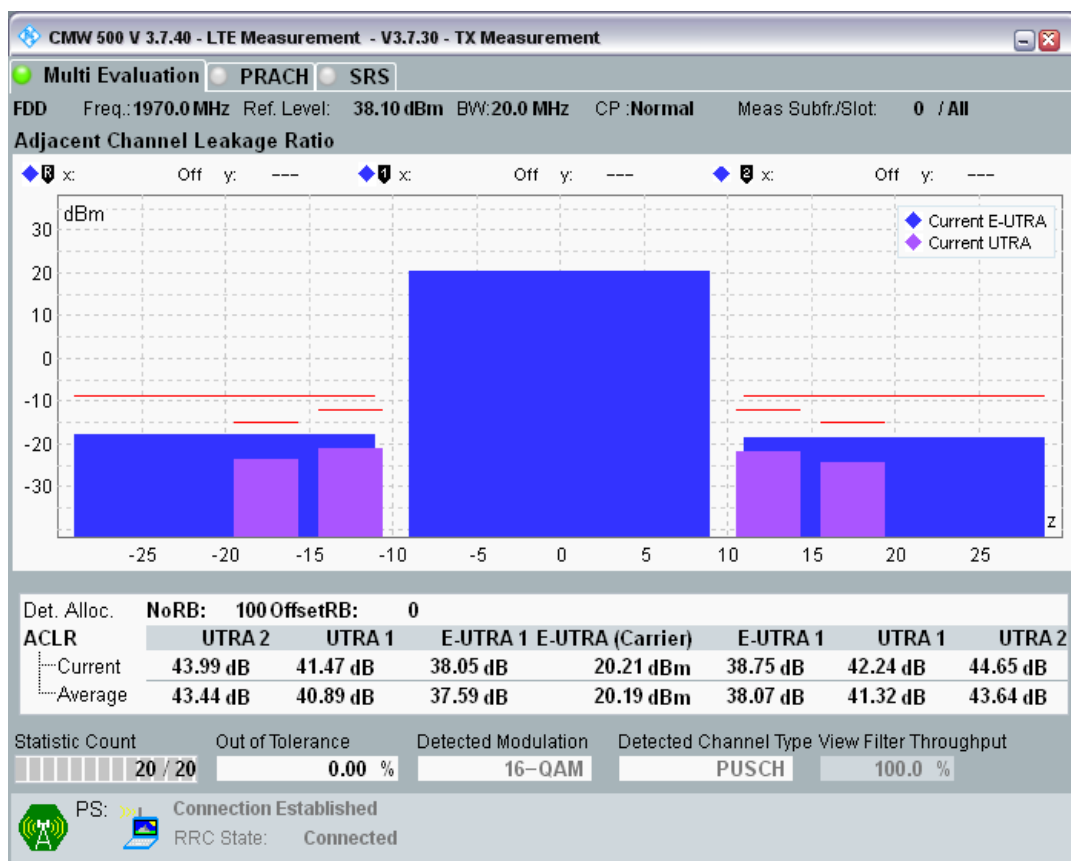 CMW 500 V 3.7.40 - LTE Measurement - V3.7.30 - TX Measurement
Multi Evaluation PRACH SRS
FDD Freq.: 1970.0 MHz Ref. Level: 38.10 dBm BW: 20.0 MHz CP : Normal Meas Subfr./Slot: 0 / All
Adjacent Channel Leakage Ratio
R x: Off y: --- 1 x: Off y: --- 2 x: Off y: ---
dBm
Current E-UTRA
Current UTRA
30
20
10
0
-10
-20
-30
z
-25 -20 -15 -10 -5 0 5 10 15 20 25
Det. Alloc. NoRB: 100 OffsetRB: 0
ACLR UTRA 2 UTRA 1 E-UTRA 1 E-UTRA (Carrier) E-UTRA 1 UTRA 1 UTRA 2
Current 43.99 dB 41.47 dB 38.05 dB 20.21 dBm 38.75 dB 42.24 dB 44.65 dB
Average 43.44 dB 40.89 dB 37.59 dB 20.19 dBm 38.07 dB 41.32 dB 43.64 dB
Statistic Count Out of Tolerance Detected Modulation Detected Channel Type View Filter Throughput
20 / 20 0.00 % 16-QAM PUSCH 100.0 %
PS: Connection Established
RRC State: Connected